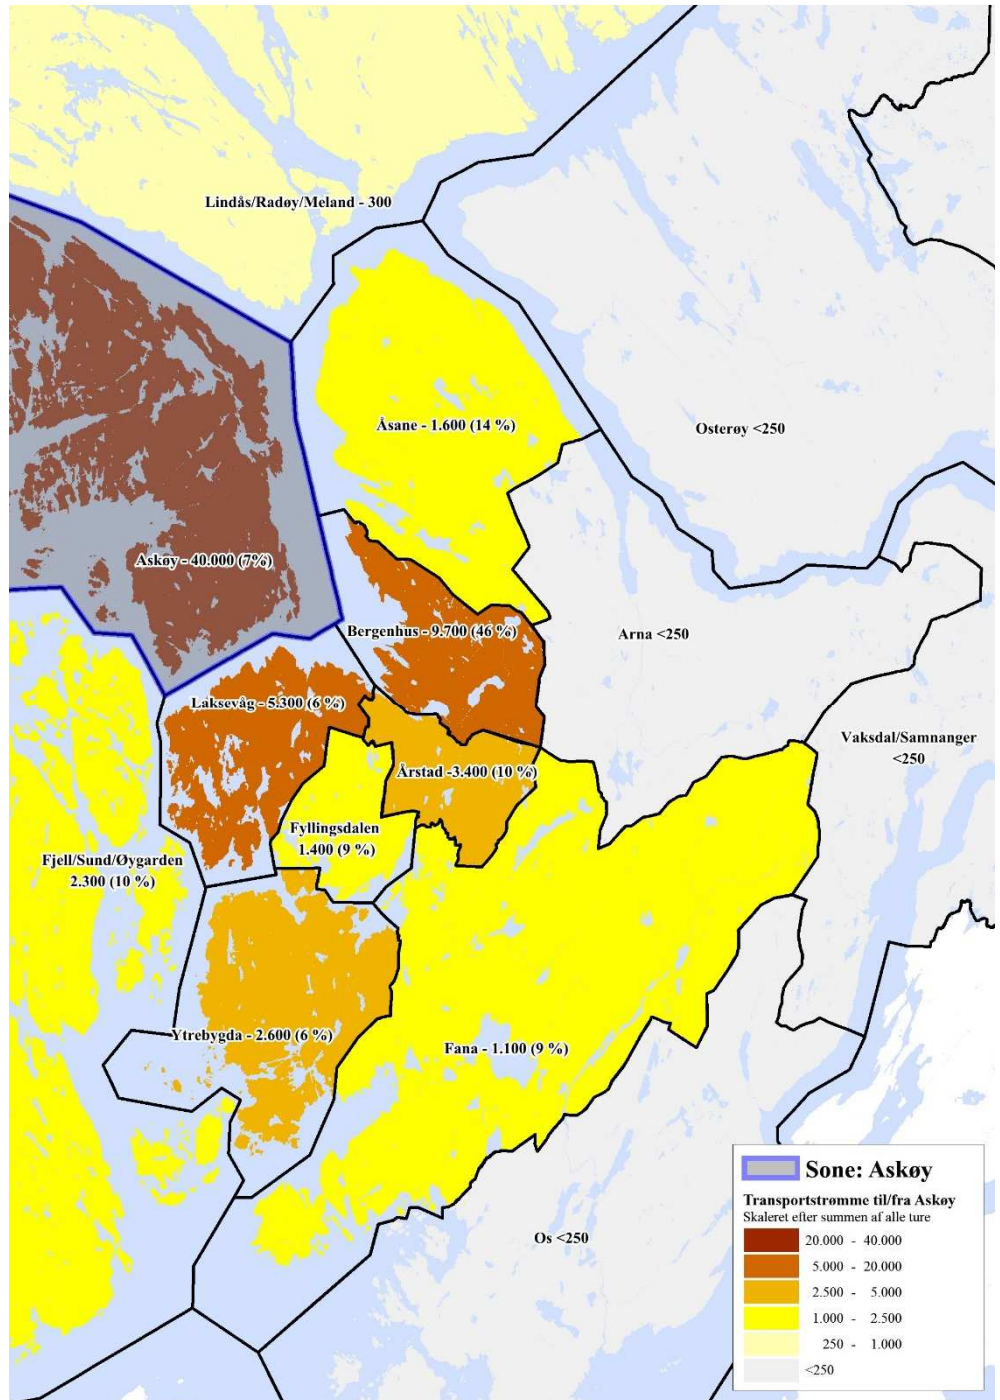 Lindås/Radøy/Meland - 300
Åsane - 1.600 (14 %)
Osterøy <250
Askøy - 40.000 (7%)
Bergenhus - 9.700 (46 %)
Arna <250
Laksevåg - 5.300 (6 %)
Vaksdal/Samnanger
<250
Årstad -3.400 (10 %)
Fyllingsdalen
1.400 (9 %)
Fjell/Sund/Øygarden
2.300 (10 %)
Ytrebygda - 2.600 (6 %)
Fana - 1.100 (9 %)
Os <250
Sone: Askøy
Transportstrømme til/fra Askøy
Skaleret efter summen af alle ture
20.000 - 40.000
5.000 - 20.000
2.500 - 5.000
1.000 - 2.500
250 - 1.000
<250